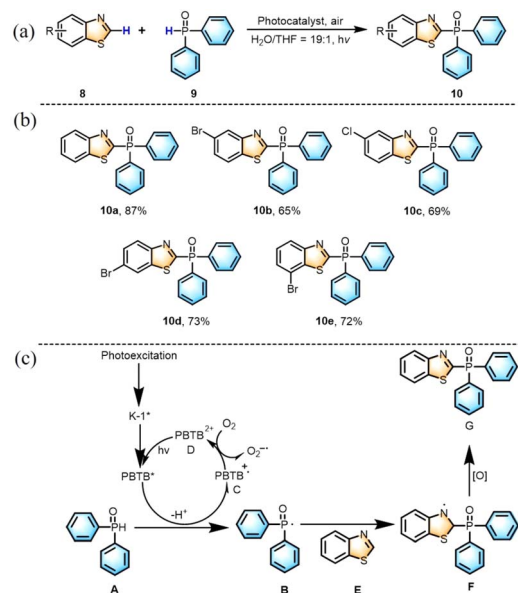 (a)
R
N
S
H
+
H
O
P
Photocatalyst, air
H₂O/THF = 19:1, hν
R
N
S
O
P
8
9
10
(b)
N
S
O
P
Br
N
S
O
P
Cl
N
S
O
P
10a, 87%
10b, 65%
10c, 69%
Br
N
S
O
P
Br
N
S
O
P
10d, 73%
10e, 72%
(c)
Photoexcitation
K-1*
hv
PBTB²⁺
D
O₂
O₂⁻•
PBTB*
PBTB⁺•
C
-H⁺
O
PH
O
P·
N
S
N
S
O
P
G
[O]
N·
S
O
P
A
B
E
F